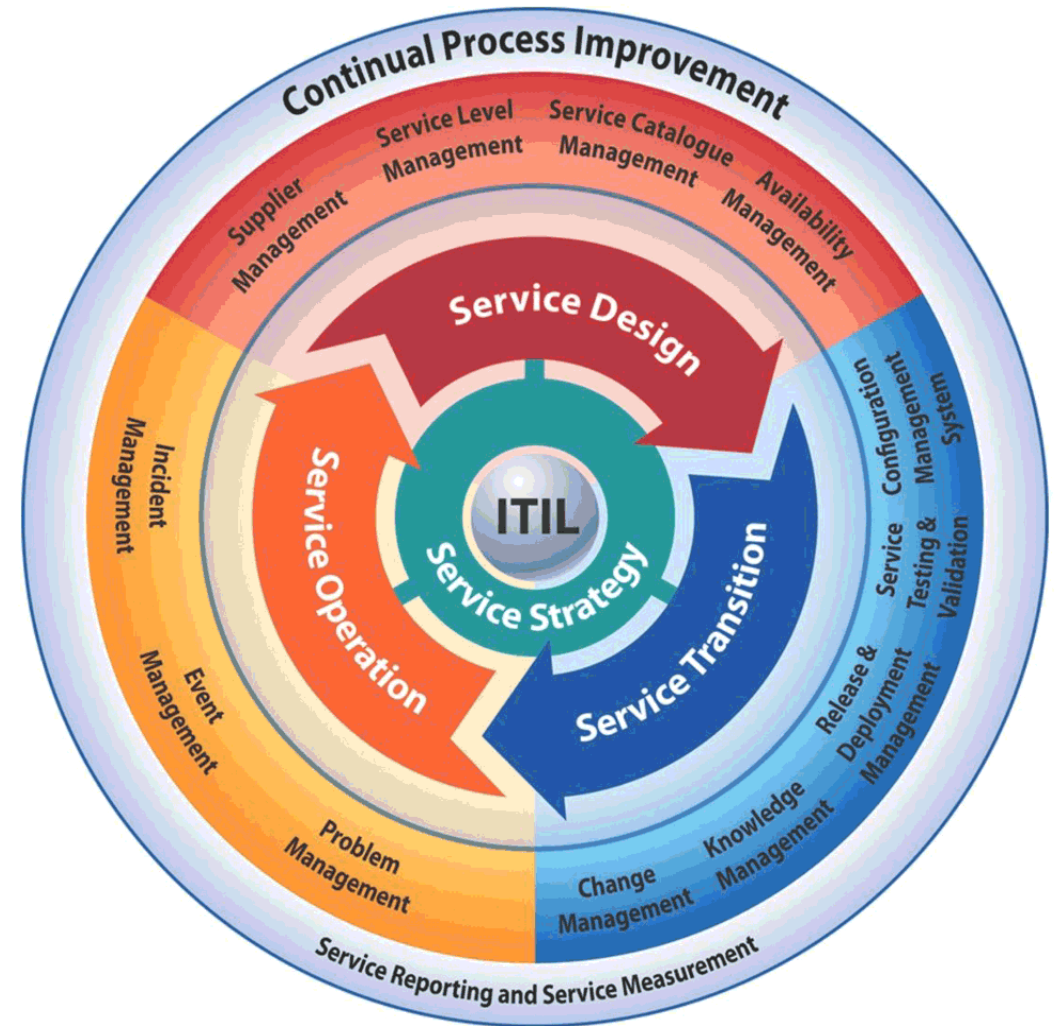 Continual Process Improvement
Supplier
Management
Service Level
Management
Service Catalogue
Management
Availability
Management
Configuration
Management
System
Service
Testing &
Validation
Release &
Deployment
Management
Knowledge
Management
Change
Management
Problem
Management
Event
Management
Incident
Management
Service Design
Service Transition
Service Operation
Service Strategy
ITIL
Service Reporting and Service Measurement